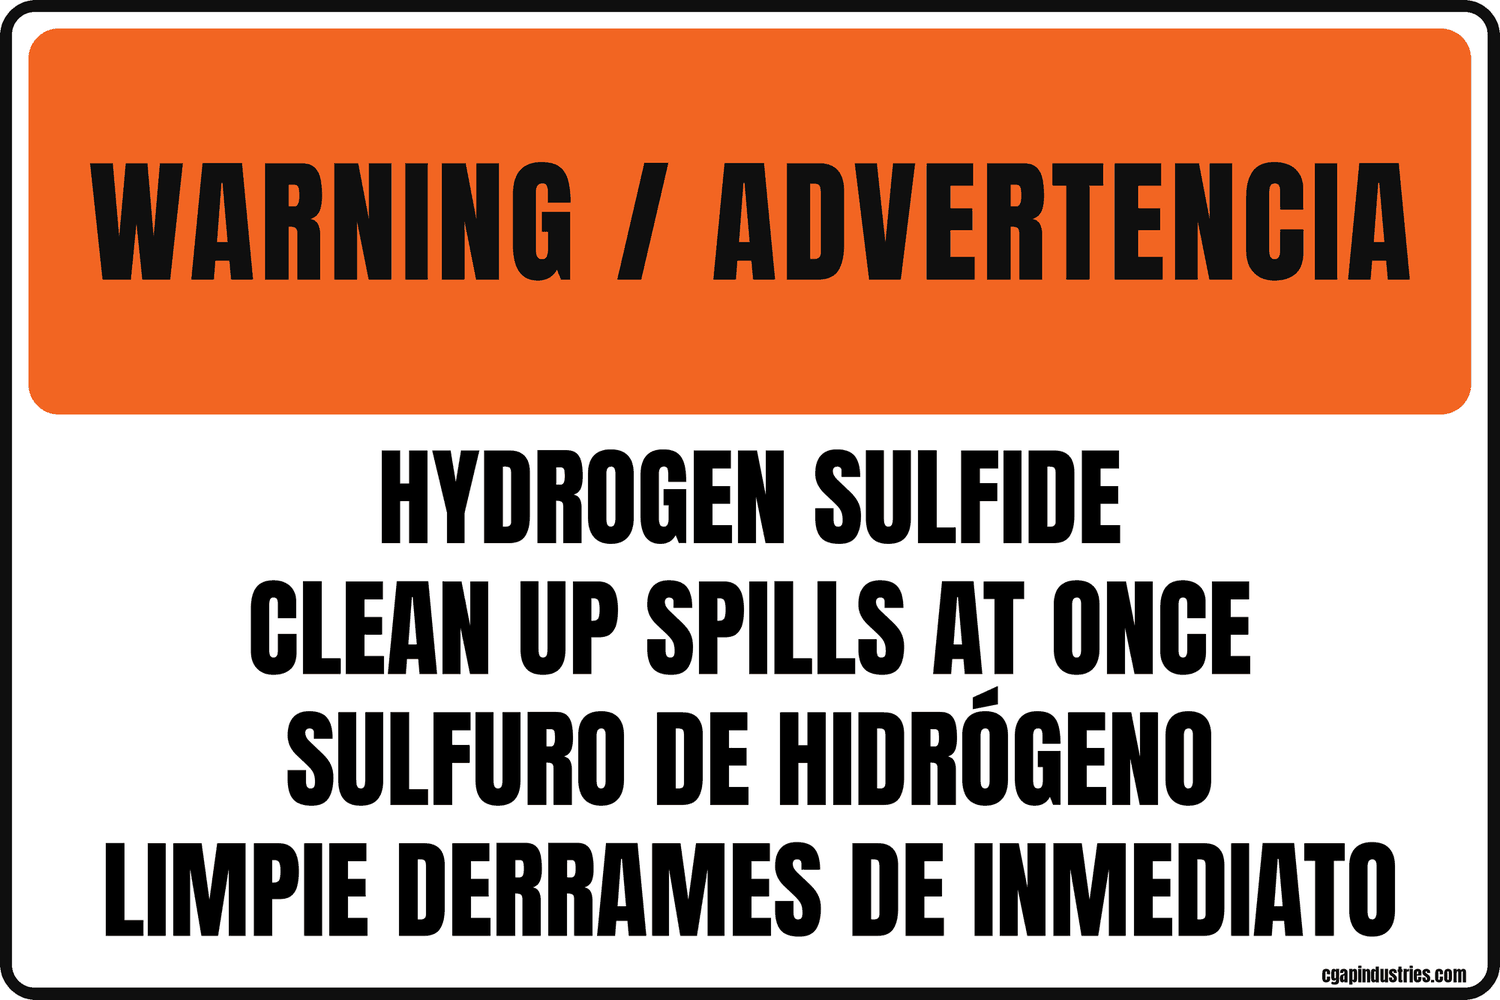 WARNING / ADVERTENCIA
HYDROGEN SULFIDE
CLEAN UP SPILLS AT ONCE
SULFURO DE HIDRÓGENO
LIMPIE DERRAMES DE INMEDIATO
cgapindustries.com